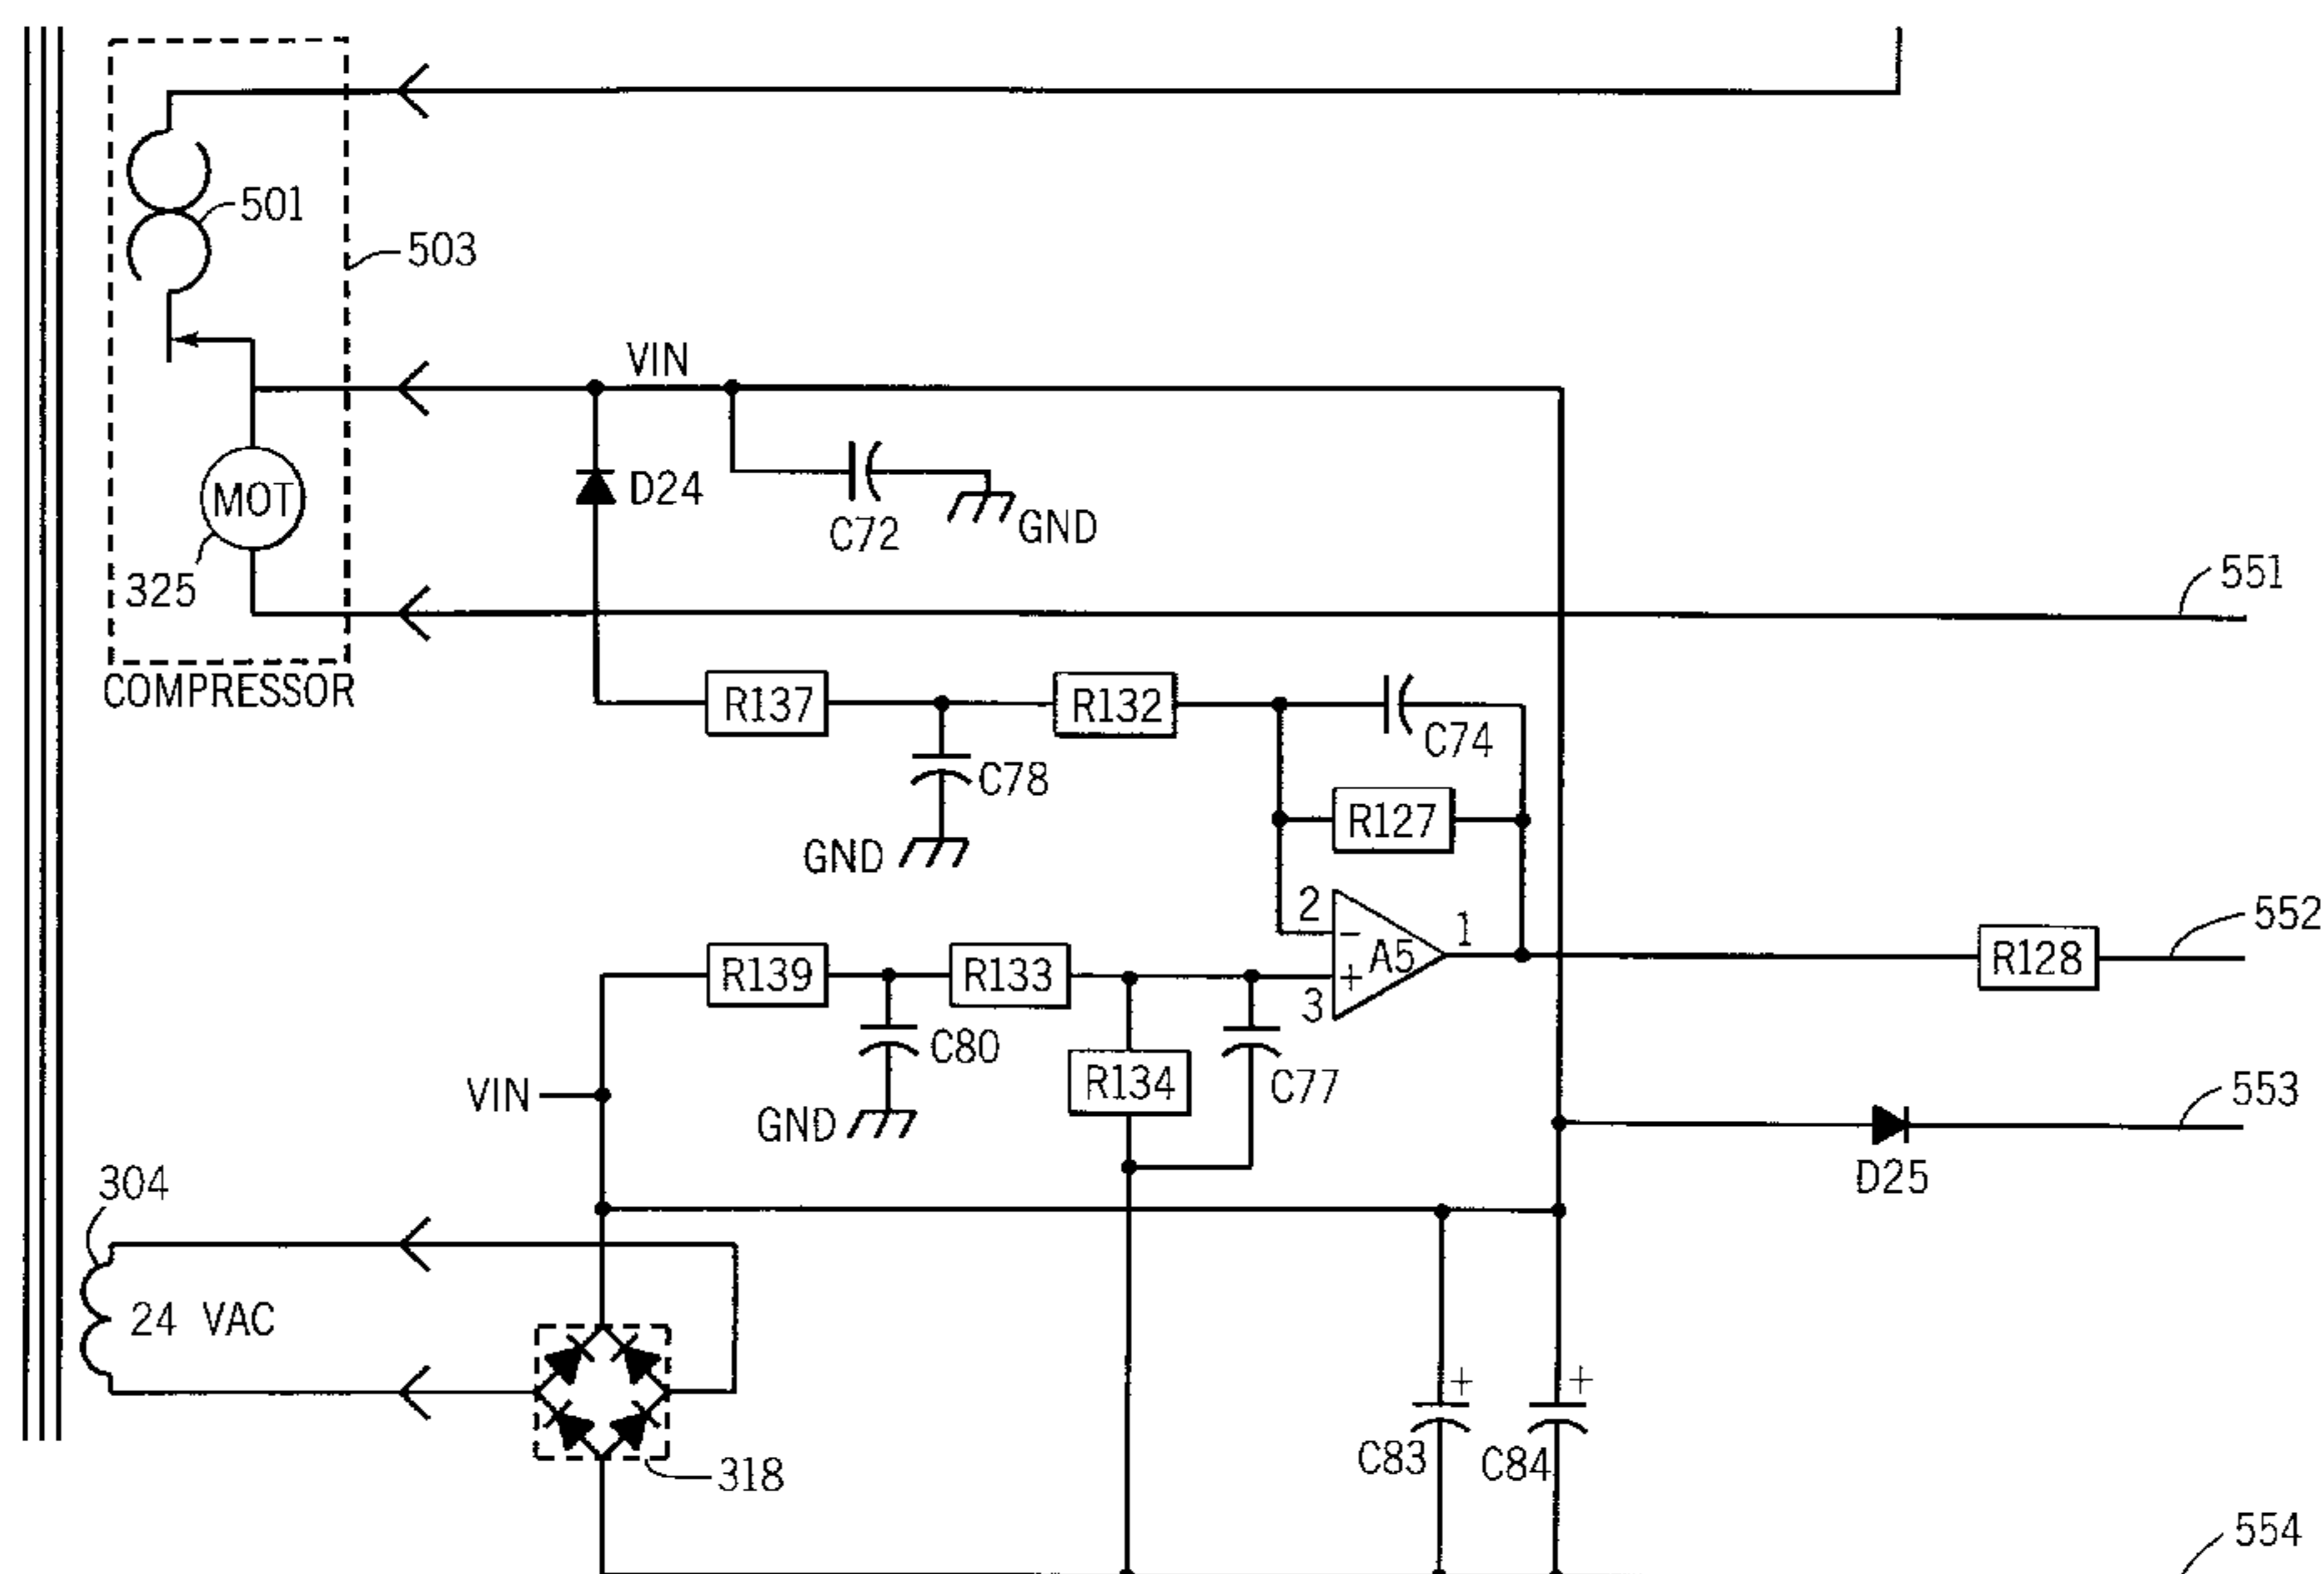 501
503
VIN
D24
C72
GND
MOT
325
551
COMPRESSOR
R137
R132
C74
C78
R127
GND
2
1
552
A5
R139
R133
R128
3
C80
R134
C77
VIN
GND
553
D25
304
24 VAC
+
+
C83
C84
318
554